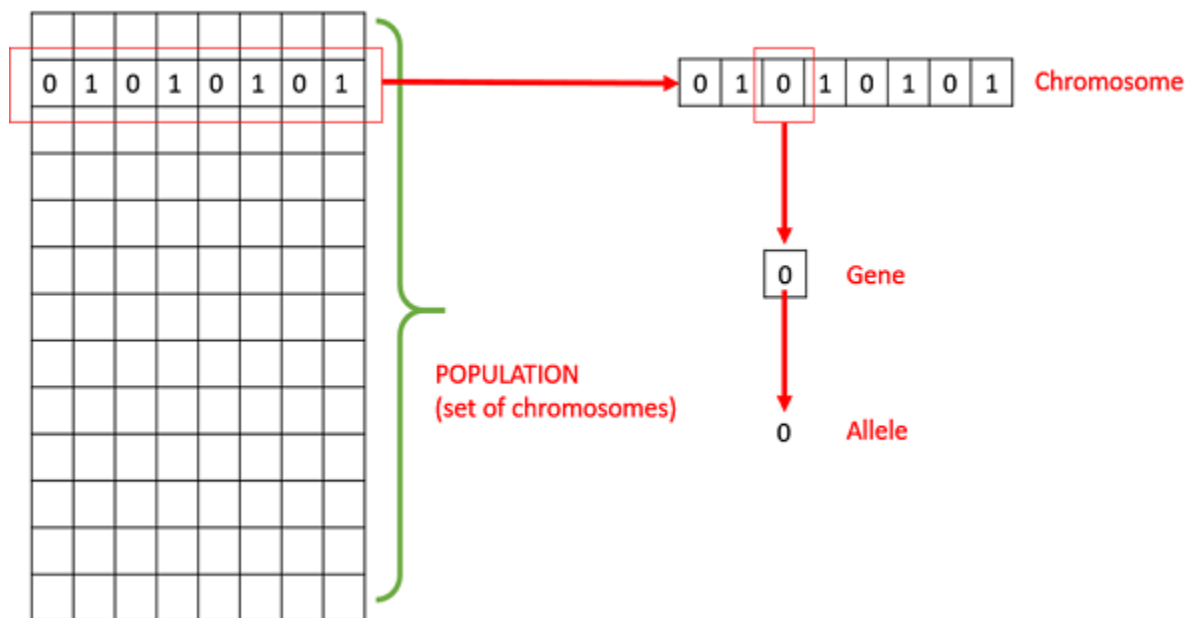 0 1 0 1 0 1 0 1
0 1 0 1 0 1 0 1 Chromosome
0 Gene
POPULATION
(set of chromosomes)
0 Allele